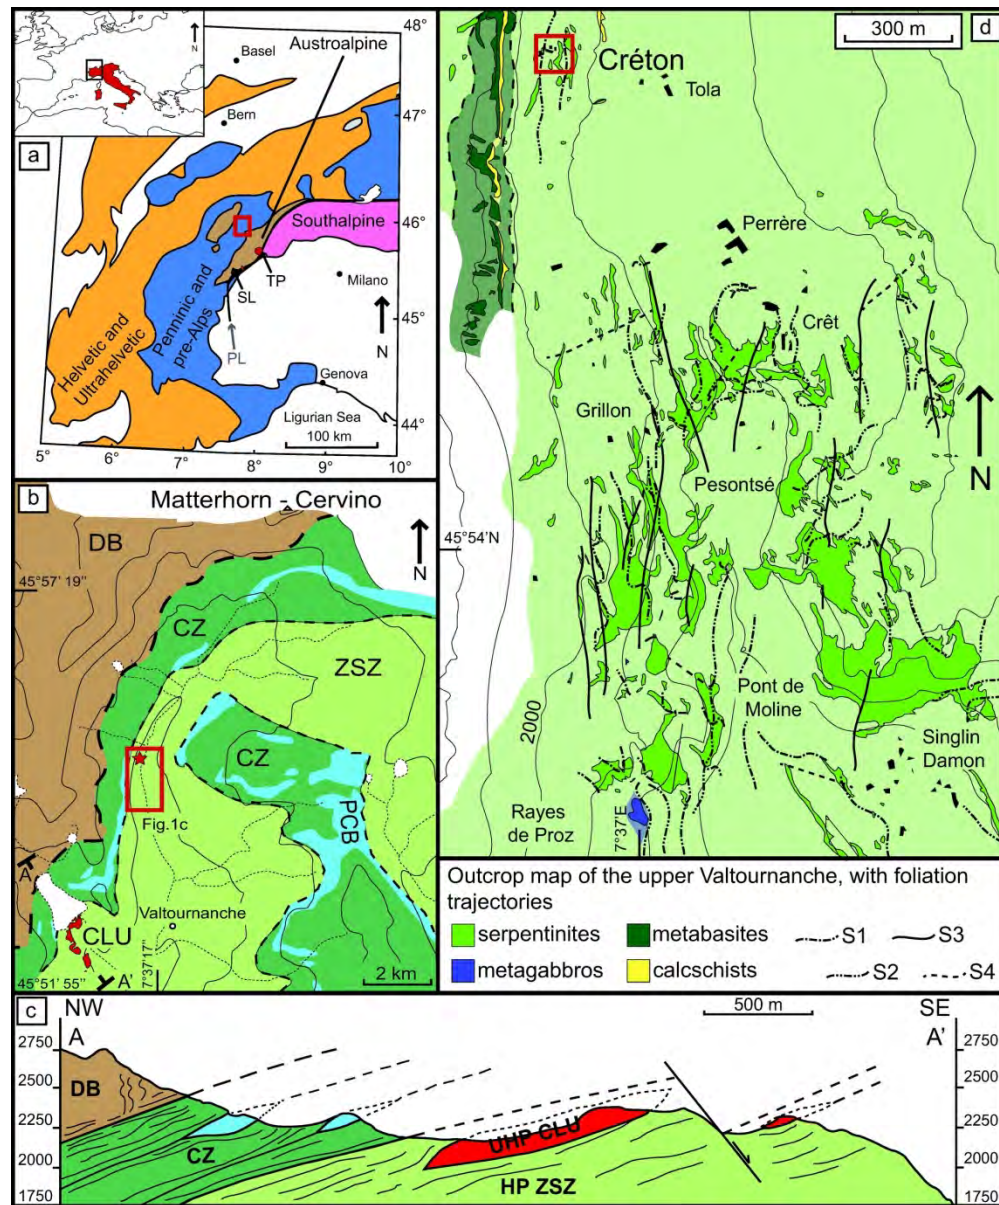 N
a
Basel
Bern
Austroalpine
48°
47°
46°
45°
44°
Southalpine
TP
SL
PL
Milano
N
Helvetic and
Ultrahelvetic
Penninic and
pre-Alps
Genova
Ligurian Sea
100 km
5°
6°
7°
8°
9°
10°
b
Matterhorn - Cervino
DB
N
45°57' 19''
CZ
ZSZ
CZ
PCB
Fig.1c
A
CLU
Valtournanche
A'
45°51' 55''
7°37'17''
2 km
d
300 m
Créton
Tola
Perrère
Crêt
Grillon
N
Pesontsé
45°54'N
2000
Pont de
Moline
Singlin
Damon
Rayes
de Proz
7°37'E
Outcrop map of the upper Valtournanche, with foliation
trajectories
serpentinites
metabasites
S1
S3
metagabbros
calcschists
S2
S4
c
NW
SE
A
A'
500 m
2750
2500
2250
2000
1750
DB
CZ
UHP CLU
HP ZSZ
2750
2500
2250
2000
1750